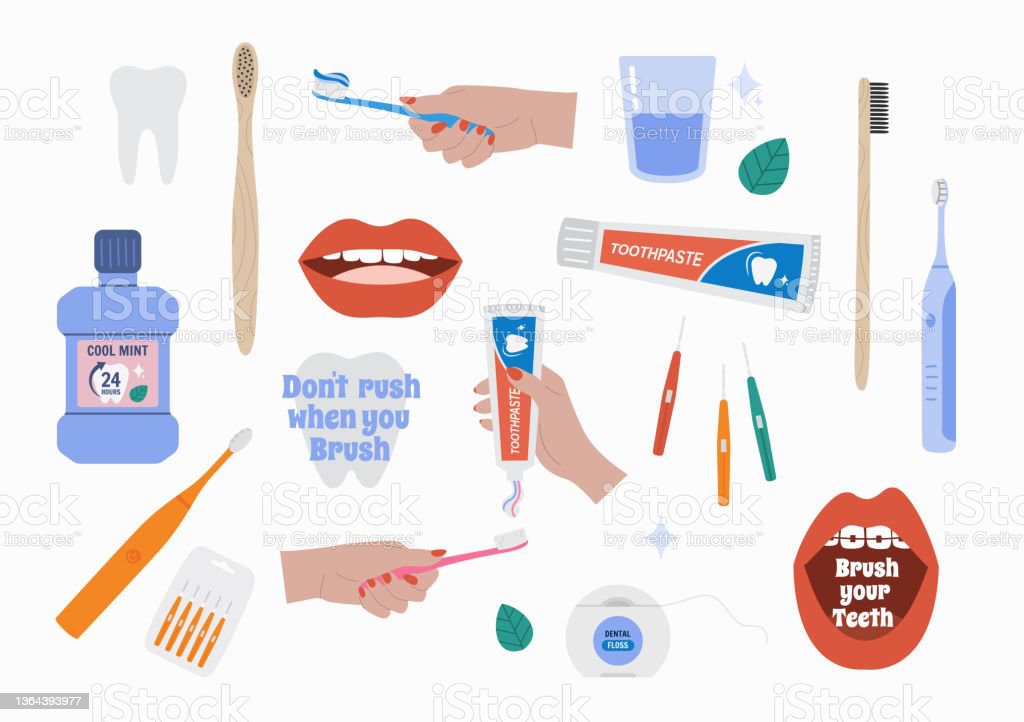 iStock
by Getty Images™
TOOTHPASTE
COOL MINT
24
HOURS
Don't rush
when you
Brush
TOOTHPASTE
Brush
your
Teeth
DENTAL
FLOSS
1364393977